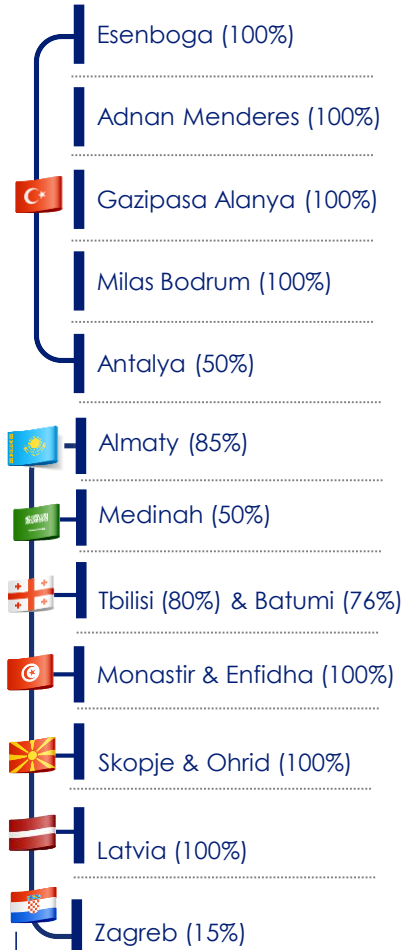 Esenboga (100%)
Adnan Menderes (100%)
Gazipasa Alanya (100%)
Milas Bodrum (100%)
Antalya (50%)
Almaty (85%)
Medinah (50%)
Tbilisi (80%) & Batumi (76%)
Monastir & Enfidha (100%)
Skopje & Ohrid (100%)
Latvia (100%)
Zagreb (15%)